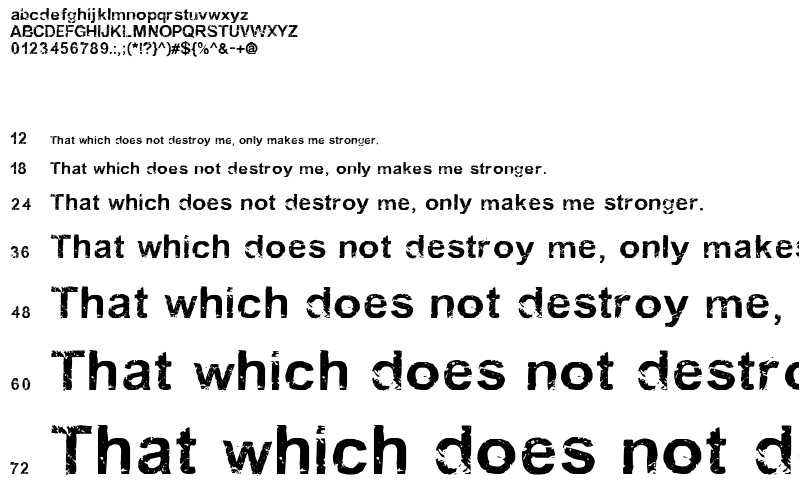 abcdefghijklmnopqrstuvwxyz
ABCDEFGHIJKLMNOPQRSTUVWXYZ
0123456789.:,;(*!?}^)#${%^&-+@
12 That which does not destroy me, only makes me stronger.
18 That which does not destroy me, only makes me stronger.
24 That which does not destroy me, only makes me stronger.
36 That which does not destroy me, only makes
48 That which does not destroy me,
60 That which does not destro
72 That which does not d